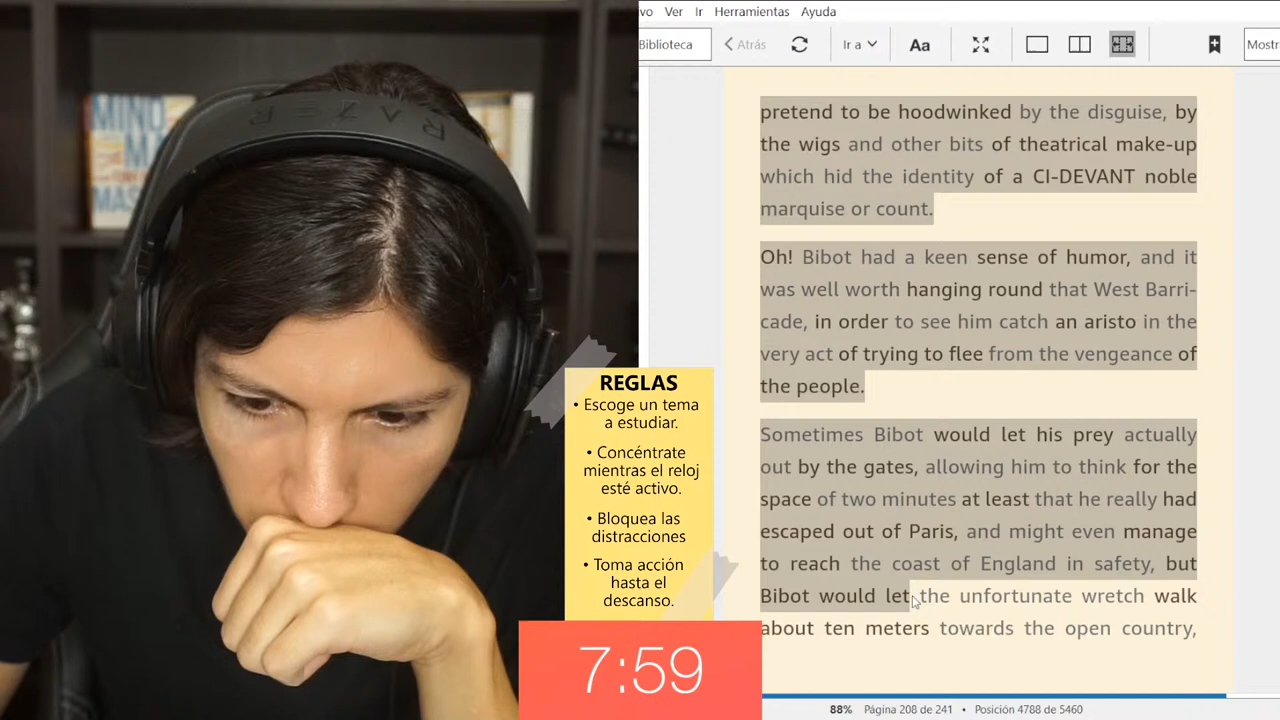 vo Ver Ir Herramientas Ayuda
Biblioteca Atrás Ir a Aa Mostr
RAZER
MIND
MA
MAS
pretend to be hoodwinked by the disguise, by
the wigs and other bits of theatrical make-up
which hid the identity of a CI-DEVANT noble
marquise or count.
Oh! Bibot had a keen sense of humor, and it
was well worth hanging round that West Barri-
cade, in order to see him catch an aristo in the
very act of trying to flee from the vengeance of
the people.
Sometimes Bibot would let his prey actually
out by the gates, allowing him to think for the
space of two minutes at least that he really had
escaped out of Paris, and might even manage
to reach the coast of England in safety, but
Bibot would let the unfortunate wretch walk
about ten meters towards the open country,
88% Página 208 de 241 • Posición 4788 de 5460
REGLAS
• Escoge un tema
a estudiar.
• Concéntrate
mientras el reloj
esté activo.
• Bloquea las
distracciones
• Toma acción
hasta el
descanso.
7:59